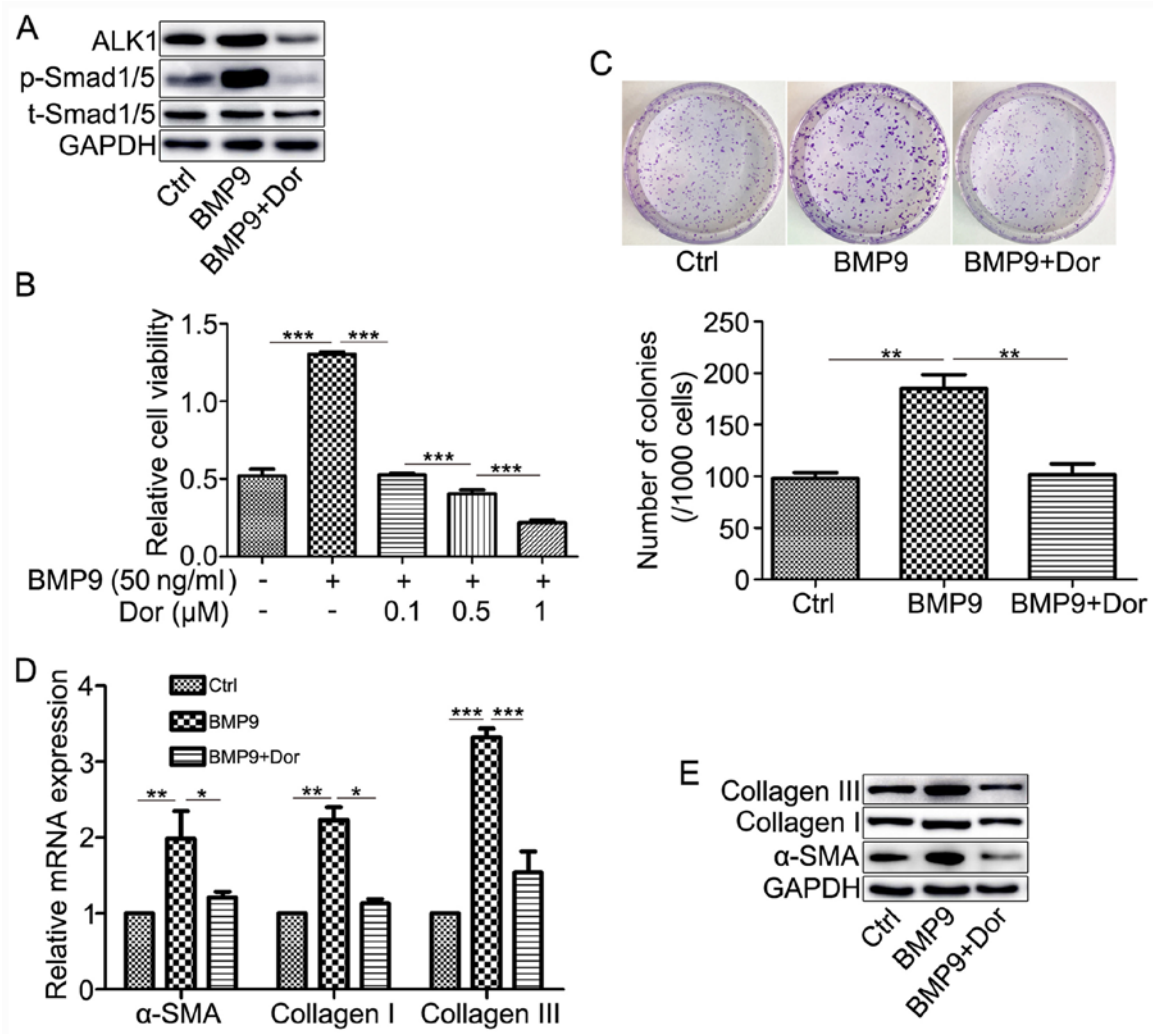 A
ALK1
p-Smad1/5
t-Smad1/5
GAPDH
Ctrl
BMP9
BMP9+Dor
B
Relative cell viability
1.5
1.0
0.5
0.0
*** ***
***
***
BMP9 (50 ng/ml) - + + + +
Dor (μM) - - 0.1 0.5 1
C
Ctrl BMP9 BMP9+Dor
Number of colonies
(/1000 cells)
250
200
150
100
50
0
** **
Ctrl BMP9 BMP9+Dor
D
Relative mRNA expression
4
3
2
1
0
Ctrl
BMP9
BMP9+Dor
** *
** *
*** ***
α-SMA Collagen I Collagen III
E
Collagen III
Collagen I
α-SMA
GAPDH
Ctrl
BMP9
BMP9+Dor